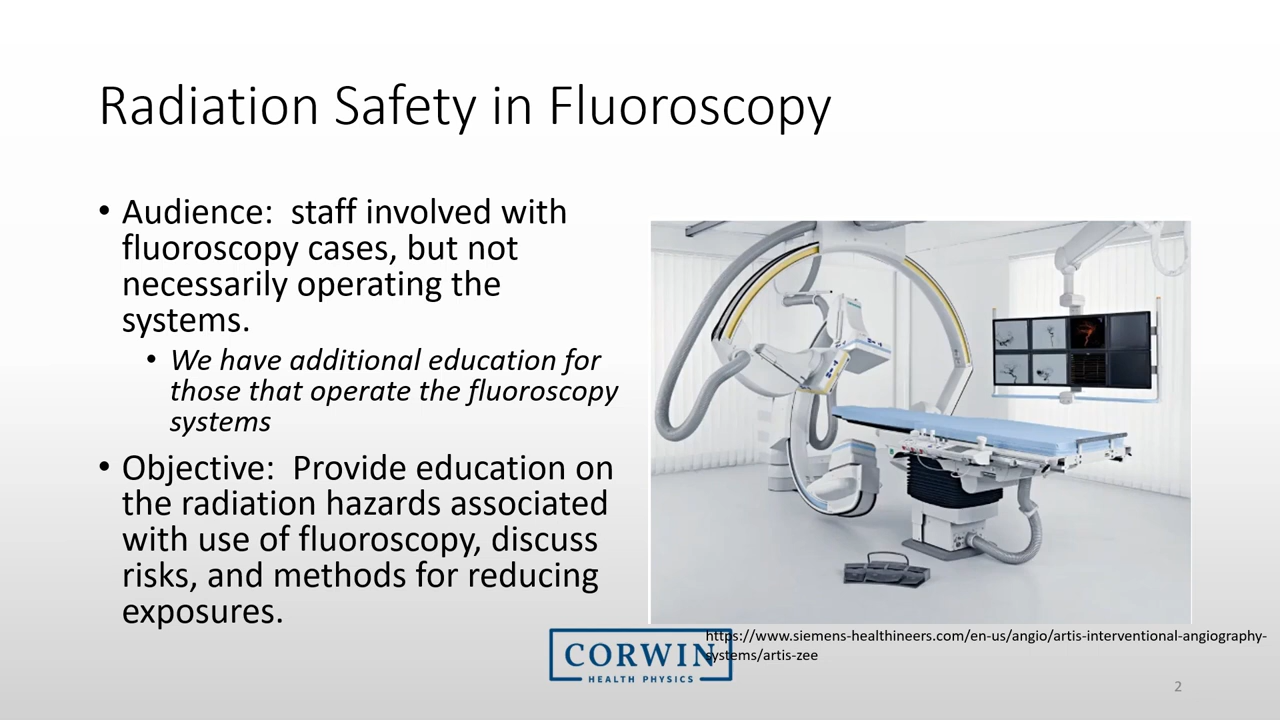 Radiation Safety in Fluoroscopy
• Audience:  staff involved with
fluoroscopy cases, but not
necessarily operating the
systems.
• We have additional education for
those that operate the fluoroscopy
systems
• Objective:  Provide education on
the radiation hazards associated
with use of fluoroscopy, discuss
risks, and methods for reducing
exposures.
https://www.siemens-healthineers.com/en-us/angio/artis-interventional-angiography-
systems/artis-zee
CORWIN
HEALTH PHYSICS
2